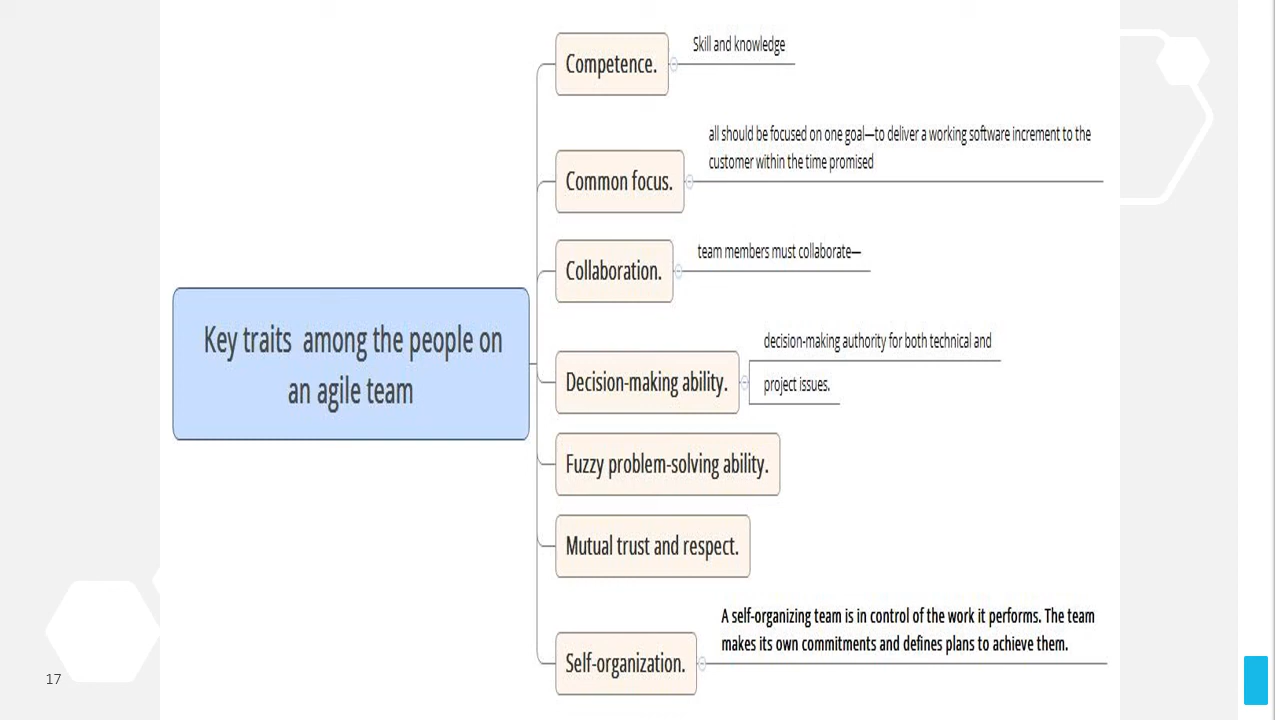 Competence.
Skill and knowledge
Common focus.
all should be focused on one goal—to deliver a working software increment to the
customer within the time promised
Collaboration.
team members must collaborate—
Key traits among the people on
an agile team
Decision-making ability.
decision-making authority for both technical and
project issues.
Fuzzy problem-solving ability.
Mutual trust and respect.
Self-organization.
A self-organizing team is in control of the work it performs. The team
makes its own commitments and defines plans to achieve them.
17